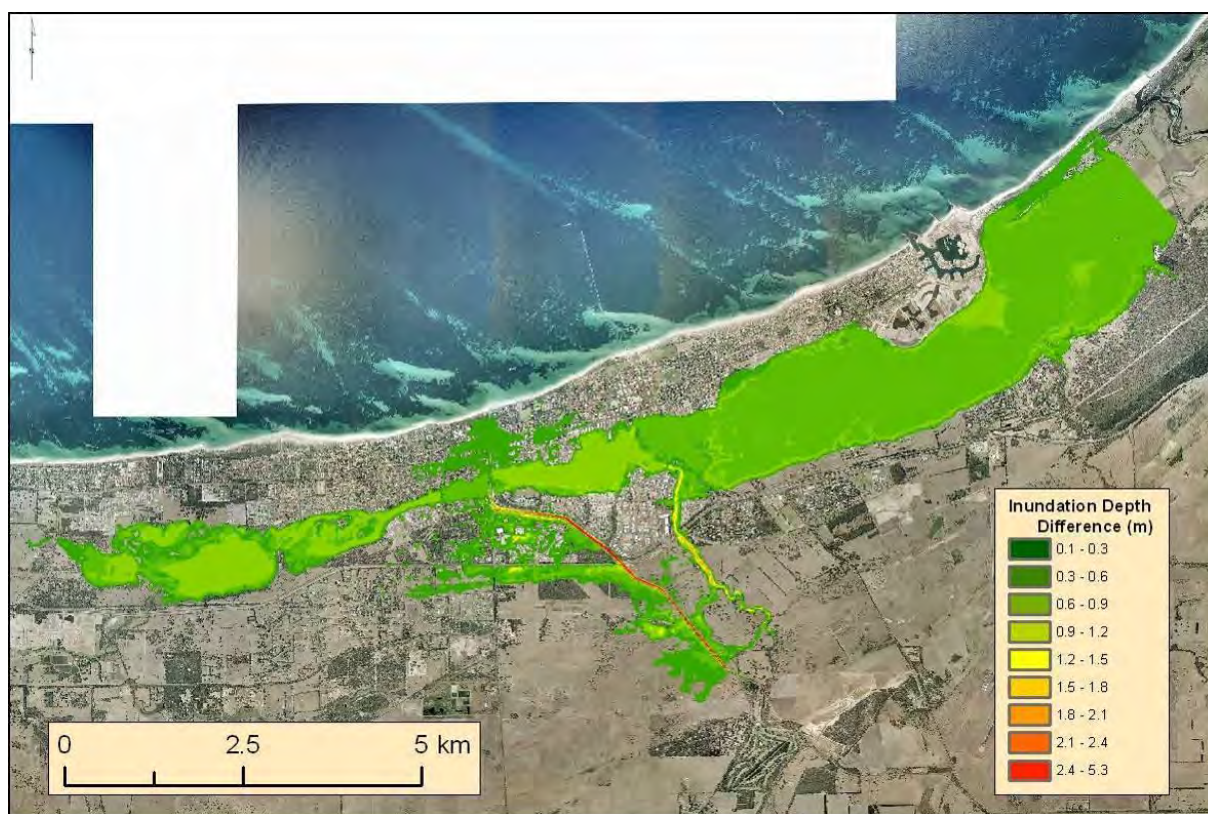 Inundation Depth
Difference (m)
0.1 - 0.3
0.3 - 0.6
0.6 - 0.9
0.9 - 1.2
1.2 - 1.5
1.5 - 1.8
1.8 - 2.1
2.1 - 2.4
2.4 - 5.3
0 2.5 5 km